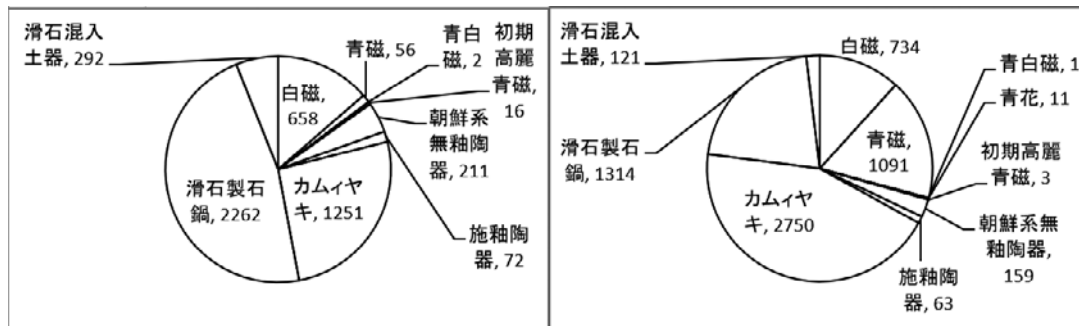 滑石混入
土器, 292
青磁, 56
青白
磁, 2
初期
高麗
青磁,
16
白磁,
658
朝鮮系
無釉陶
器, 211
滑石製石
鍋, 2262
カムィヤ
キ, 1251
施釉陶
器, 72
滑石混入
土器, 121
白磁, 734
青白磁, 1
青花, 11
青磁,
1091
初期高麗
青磁, 3
滑石製石
鍋, 1314
カムィヤ
キ, 2750
朝鮮系無
釉陶器,
159
施釉陶
器, 63